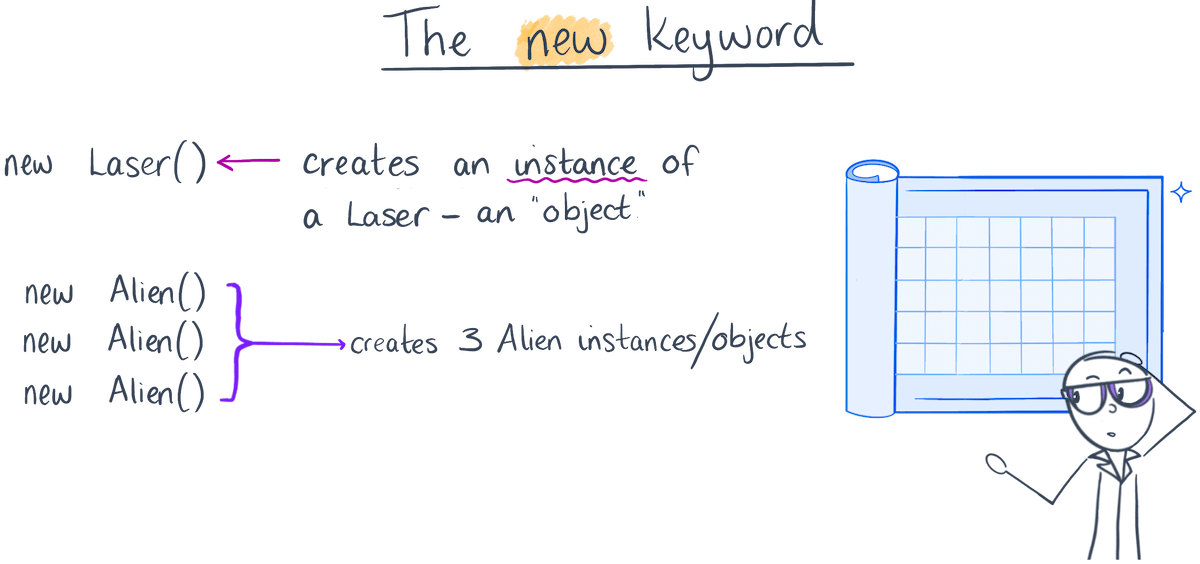 The new keyword
new Laser() ← creates an instance of
a Laser – an "object"
new Alien()
new Alien() → creates 3 Alien instances/objects
new Alien()